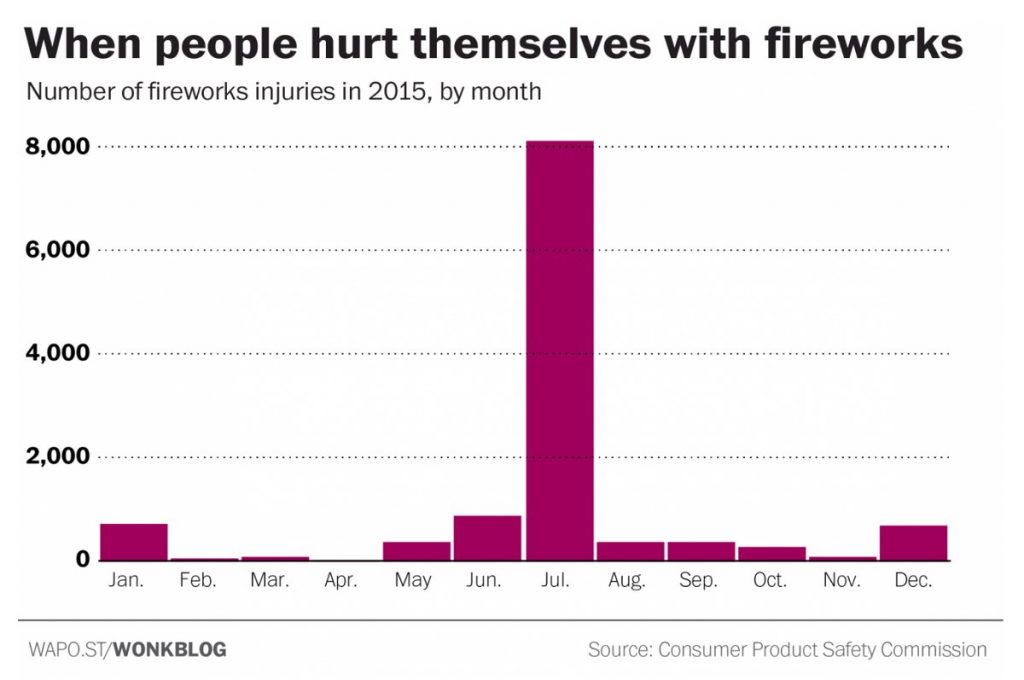 When people hurt themselves with fireworks
Number of fireworks injuries in 2015, by month
8,000
6,000
4,000
2,000
0
Jan. Feb. Mar. Apr. May Jun. Jul. Aug. Sep. Oct. Nov. Dec.
WAPO.ST/WONKBLOG Source: Consumer Product Safety Commission